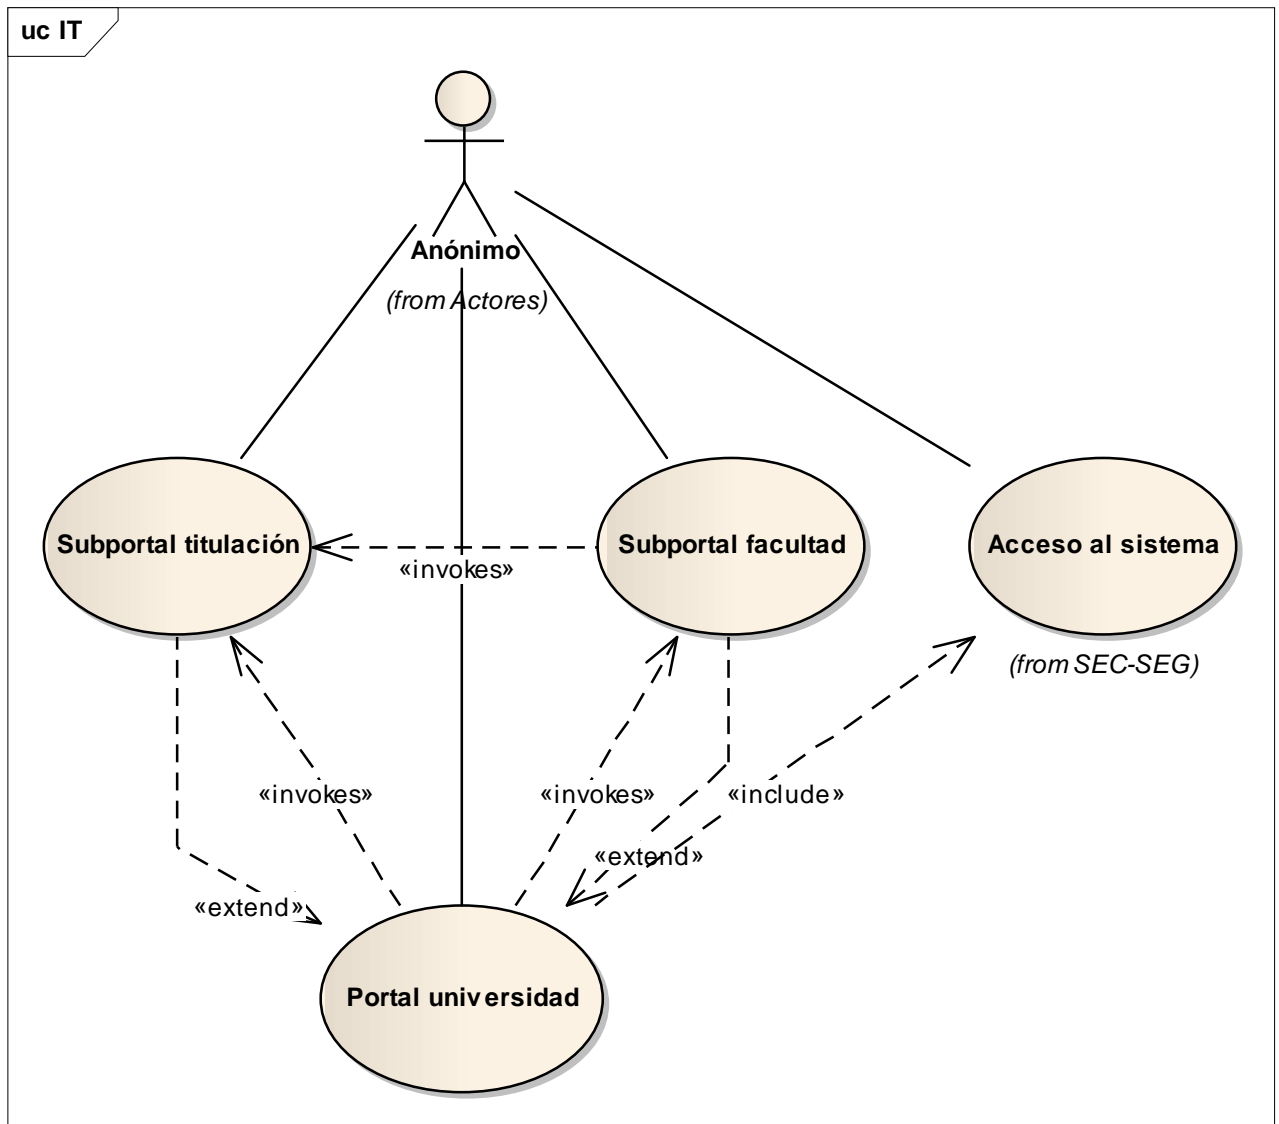 uc IT
Anónimo
(from Actores)
Subportal titulación
Subportal facultad
Acceso al sistema
«invokes»
(from SEC-SEG)
«invokes»
«invokes»
«include»
«extend»
«extend»
Portal universidad